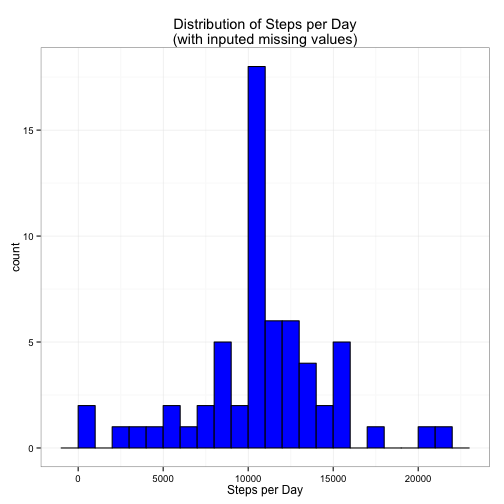 Distribution of Steps per Day
(with inputed missing values)
15
10
5
0
count
0 5000 10000 15000 20000
Steps per Day